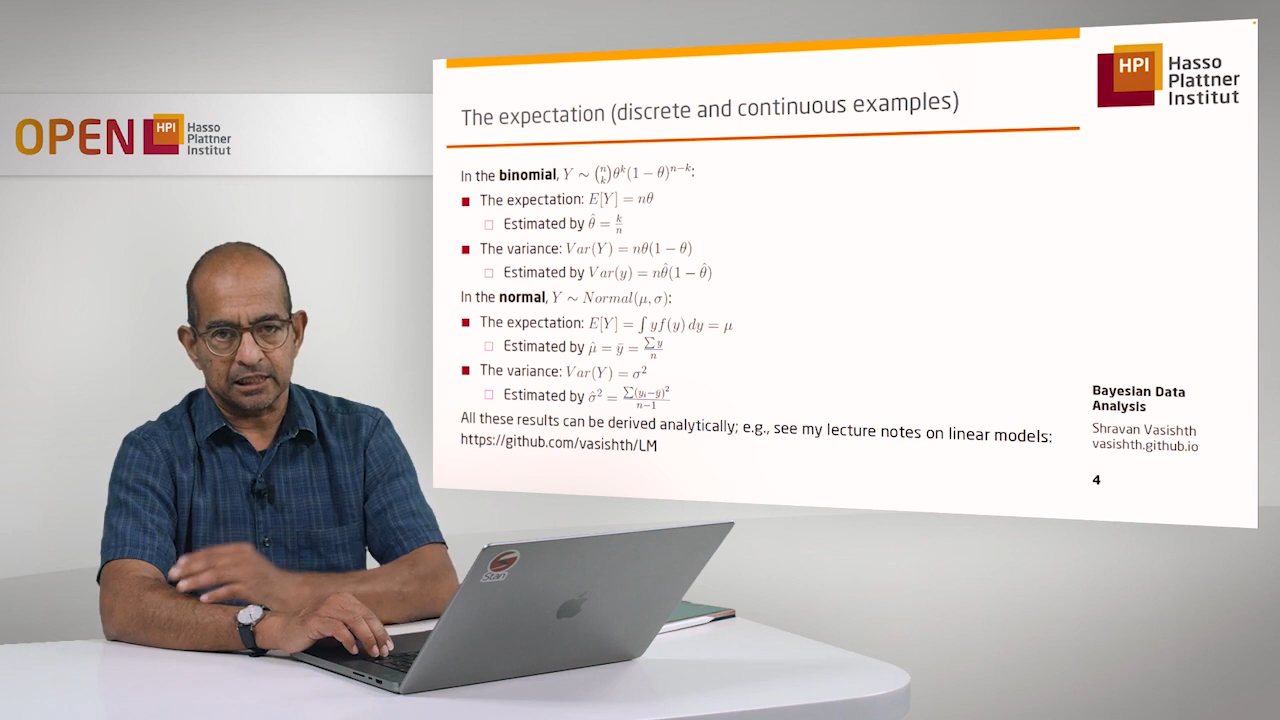 OPEN HPI Hasso Plattner Institut
The expectation (discrete and continuous examples)
HPI Hasso Plattner Institut
In the binomial, Y ∼ (n k)θ^k(1 − θ)^{n−k}:
■ The expectation: E[Y] = nθ
□ Estimated by θ̂ = k/n
■ The variance: Var(Y) = nθ(1 − θ)
□ Estimated by Var(y) = nθ̂(1 − θ̂)
In the normal, Y ∼ Normal(μ, σ):
■ The expectation: E[Y] = ∫ yf(y) dy = μ
□ Estimated by μ̂ = ȳ = ∑y/n
■ The variance: Var(Y) = σ²
□ Estimated by σ̂² = ∑(yᵢ−ȳ)²/n−1
All these results can be derived analytically; e.g., see my lecture notes on linear models:
https://github.com/vasishth/LM
Bayesian Data
Analysis
Shravan Vasishth
vasishth.github.io
4
Stan